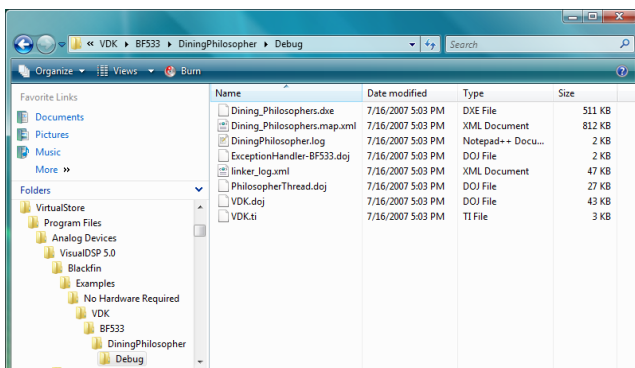 « VDK ▸ BF533 ▸ DiningPhilosopher ▸ Debug Search
Organize Views Burn
Favorite Links
Documents
Pictures
Music
More »
Folders
VirtualStore
Program Files
Analog Devices
VisualDSP 5.0
Blackfin
Examples
No Hardware Required
VDK
BF533
DiningPhilosopher
Debug
Name Date modified Type Size
Dining_Philosophers.dxe 7/16/2007 5:03 PM DXE File 511 KB
Dining_Philosophers.map.xml 7/16/2007 5:03 PM XML Document 812 KB
DiningPhilosopher.log 7/16/2007 5:03 PM Notepad++ Docu... 2 KB
ExceptionHandler-BF533.doj 7/16/2007 5:03 PM DOJ File 2 KB
linker_log.xml 7/16/2007 5:03 PM XML Document 47 KB
PhilosopherThread.doj 7/16/2007 5:03 PM DOJ File 27 KB
VDK.doj 7/16/2007 5:03 PM DOJ File 43 KB
VDK.ti 7/16/2007 5:03 PM TI File 3 KB